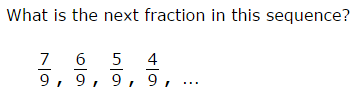 What is the next fraction in this sequence?
7/9, 6/9, 5/9, 4/9, ...